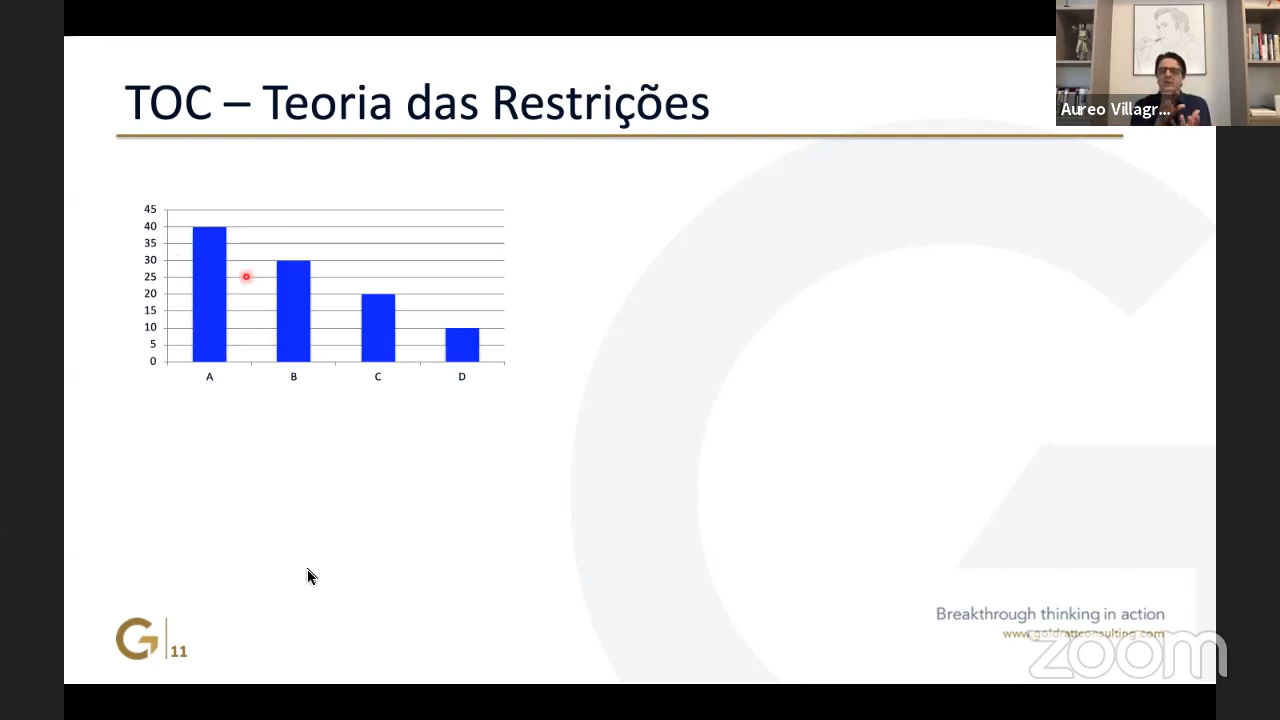 TOC – Teoria das Restrições
Aureo Villagr...
45
40
35
30
25
20
15
10
5
0
A B C D
Breakthrough thinking in action
www.goldrattconsulting.com
G 11
zoom